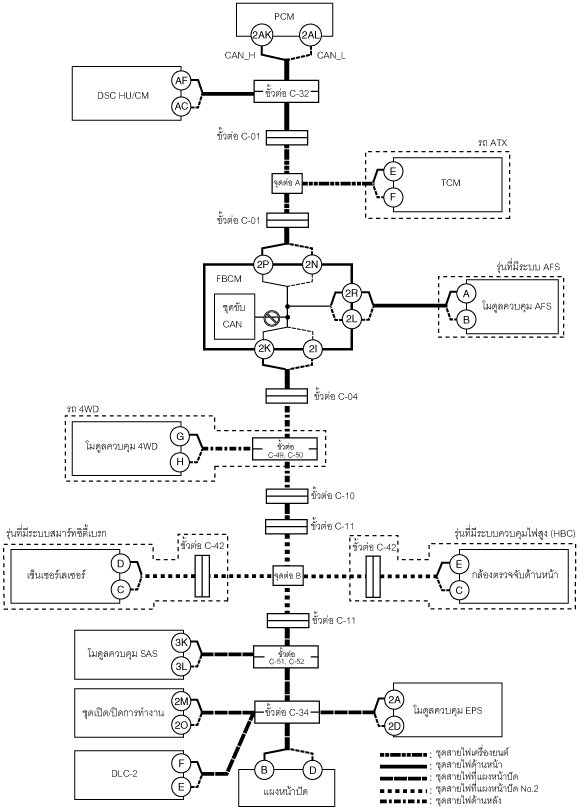 PCM
2AK
2AL
CAN_H
CAN_L
DSC HU/CM
AF
AC
ขั้วต่อ C-32
ขั้วต่อ C-01
รถ ATX
จุดต่อ A
E
F
TCM
ขั้วต่อ C-01
2P
2N
FBCM
รุ่นที่มีระบบ AFS
2R
2L
A
B
โมดูลควบคุม AFS
ชุดขับ
CAN
2K
2I
ขั้วต่อ C-04
รถ 4WD
โมดูลควบคุม 4WD
G
H
ขั้วต่อ
C-49, C-50
ขั้วต่อ C-10
ขั้วต่อ C-11
รุ่นที่มีระบบสมาร์ทซิตี้เบรก
รุ่นที่มีระบบควบคุมไฟสูง (HBC)
ขั้วต่อ C-42
ขั้วต่อ C-42
เซ็นเซอร์เลเซอร์
D
C
จุดต่อ B
E
C
กล้องตรวจจับด้านหน้า
ขั้วต่อ C-11
โมดูลควบคุม SAS
3K
3L
ขั้วต่อ
C-51, C-52
ชุดเปิด/ปิดการทำงาน
2M
2O
ขั้วต่อ C-34
2A
2D
โมดูลควบคุม EPS
DLC-2
F
E
B
D
แผงหน้าปัด
: ชุดสายไฟเครื่องยนต์
: ชุดสายไฟด้านหน้า
: ชุดสายไฟที่แผงหน้าปัด
: ชุดสายไฟที่แผงหน้าปัด No.2
: ชุดสายไฟด้านหลัง